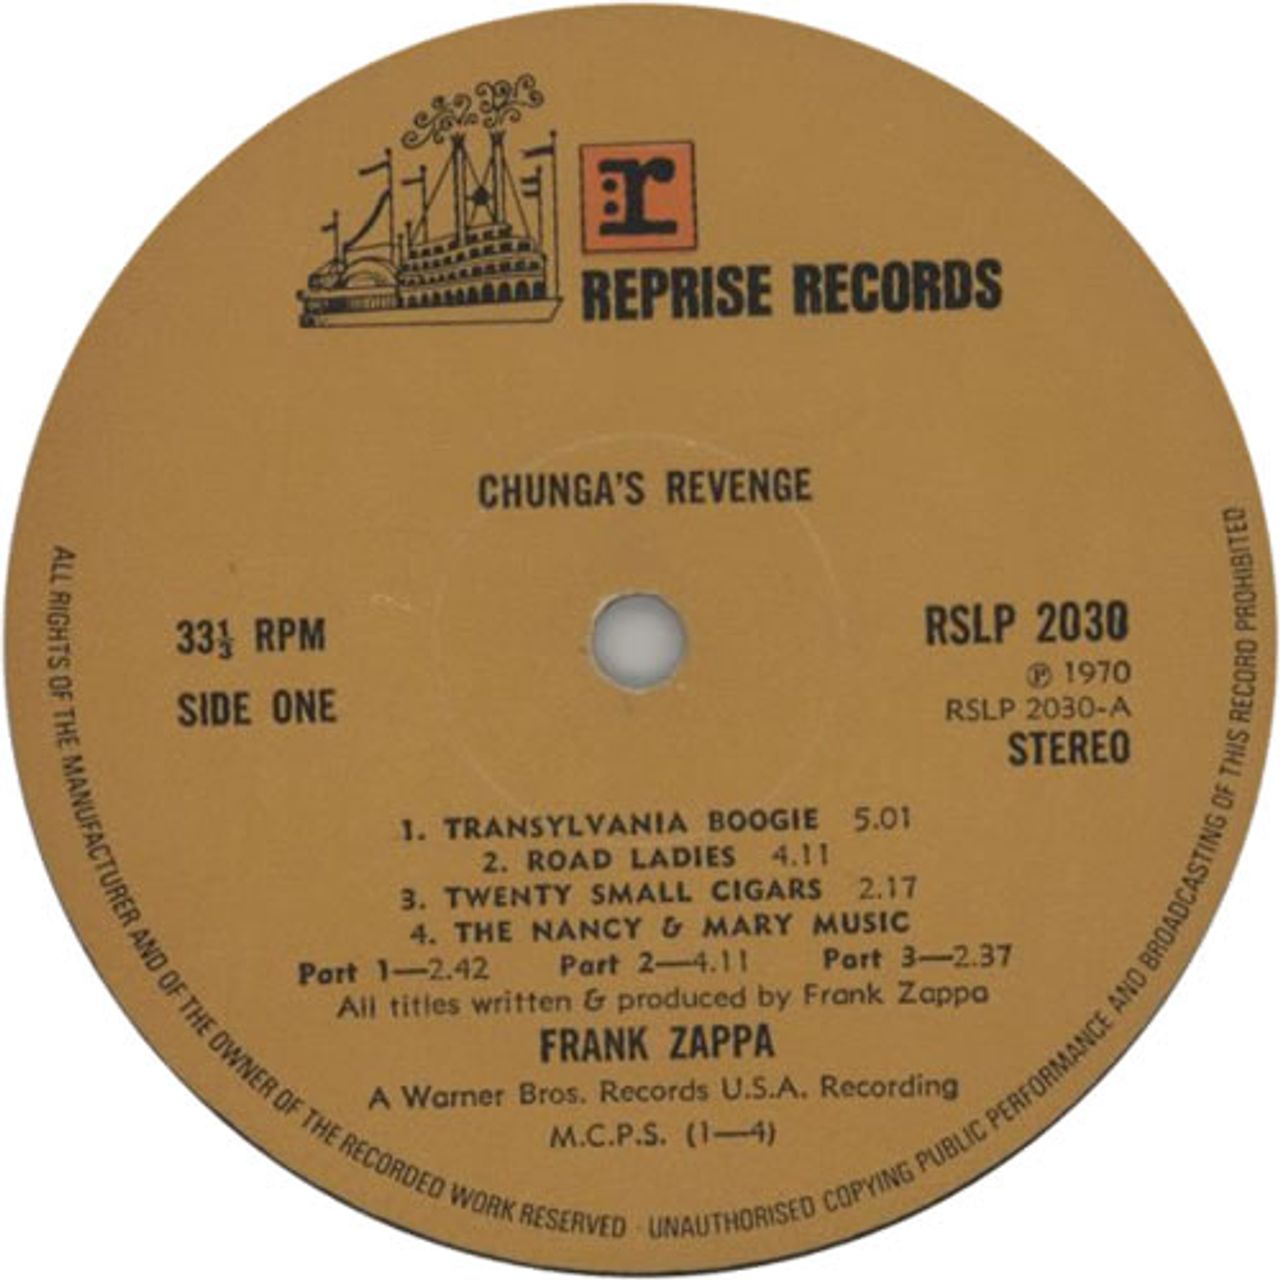 r
REPRISE RECORDS
CHUNGA'S REVENGE
33⅓ RPM
SIDE ONE
RSLP 2030
℗ 1970
RSLP 2030-A
STEREO
1. TRANSYLVANIA BOOGIE 5.01
2. ROAD LADIES 4.11
3. TWENTY SMALL CIGARS 2.17
4. THE NANCY & MARY MUSIC
Part 1—2.42 Part 2—4.11 Part 3—2.37
All titles written & produced by Frank Zappa
FRANK ZAPPA
A Warner Bros. Records U.S.A. Recording
M.C.P.S. (1—4)
ALL RIGHTS OF THE MANUFACTURER AND OF THE OWNER OF THE RECORDED WORK RESERVED · UNAUTHORISED COPYING PUBLIC PERFORMANCE AND BROADCASTING OF THIS RECORD PROHIBITED